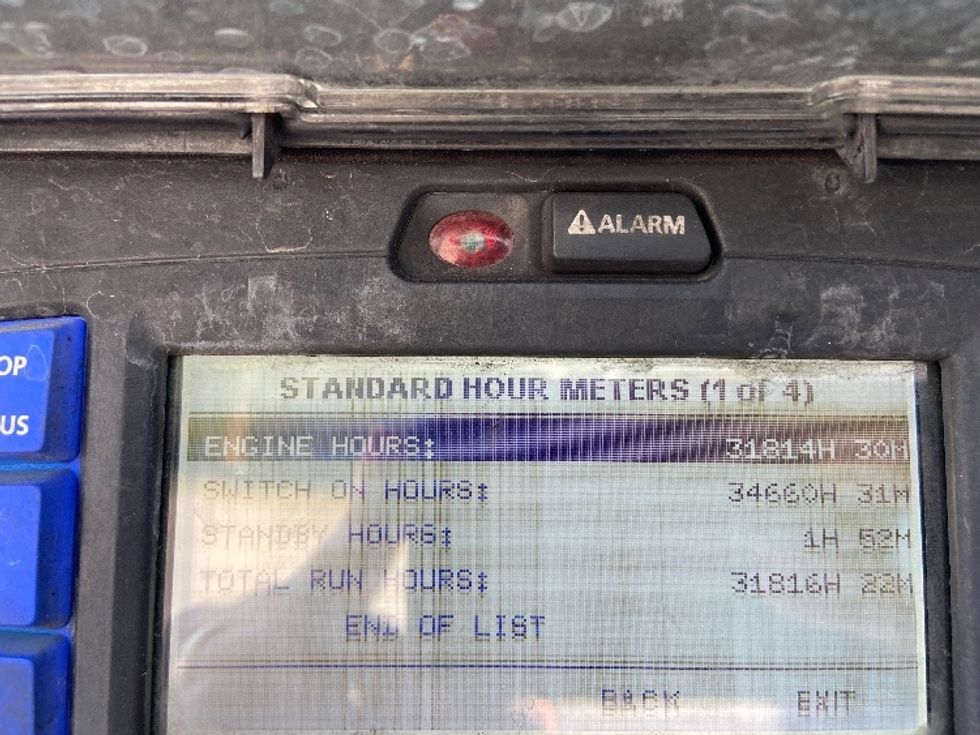 ALARM
OP
US
STANDARD HOUR METERS (1 of 4)
ENGINE HOURS: 31814H 30M
SWITCH ON HOURS: 34660H 31M
STANDBY HOURS: 1H 52M
TOTAL RUN HOURS: 31816H 22M
END OF LIST
BACK EXIT